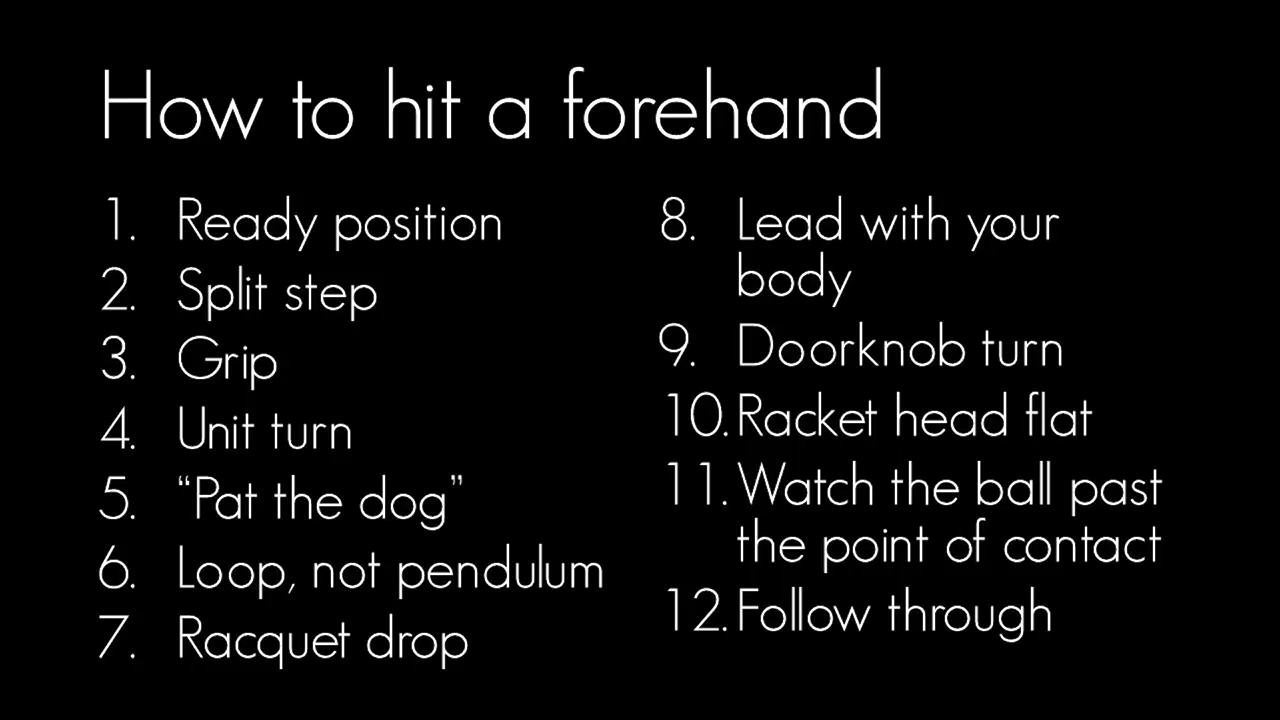 How to hit a forehand
1. Ready position
2. Split step
3. Grip
4. Unit turn
5. “Pat the dog”
6. Loop, not pendulum
7. Racquet drop
8. Lead with your
body
9. Doorknob turn
10. Racket head flat
11. Watch the ball past
the point of contact
12. Follow through